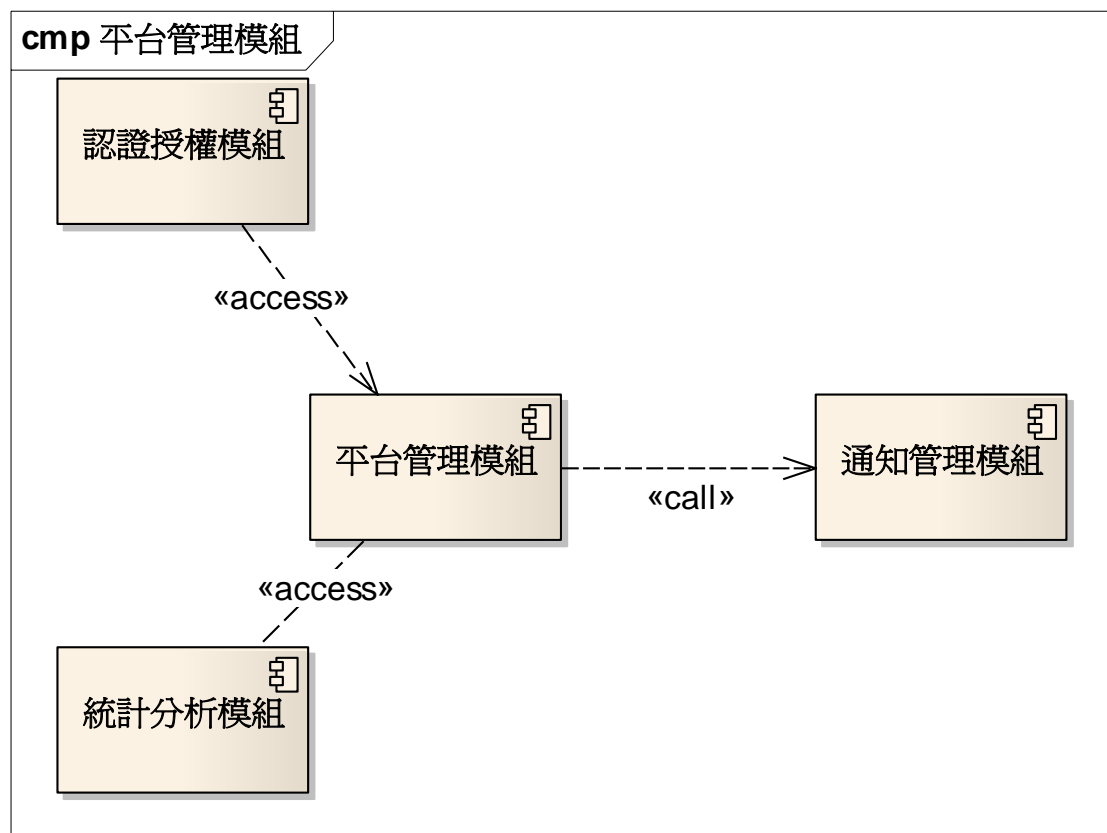 cmp 平台管理模組
認證授權模組
«access»
平台管理模組
«call»
通知管理模組
«access»
統計分析模組